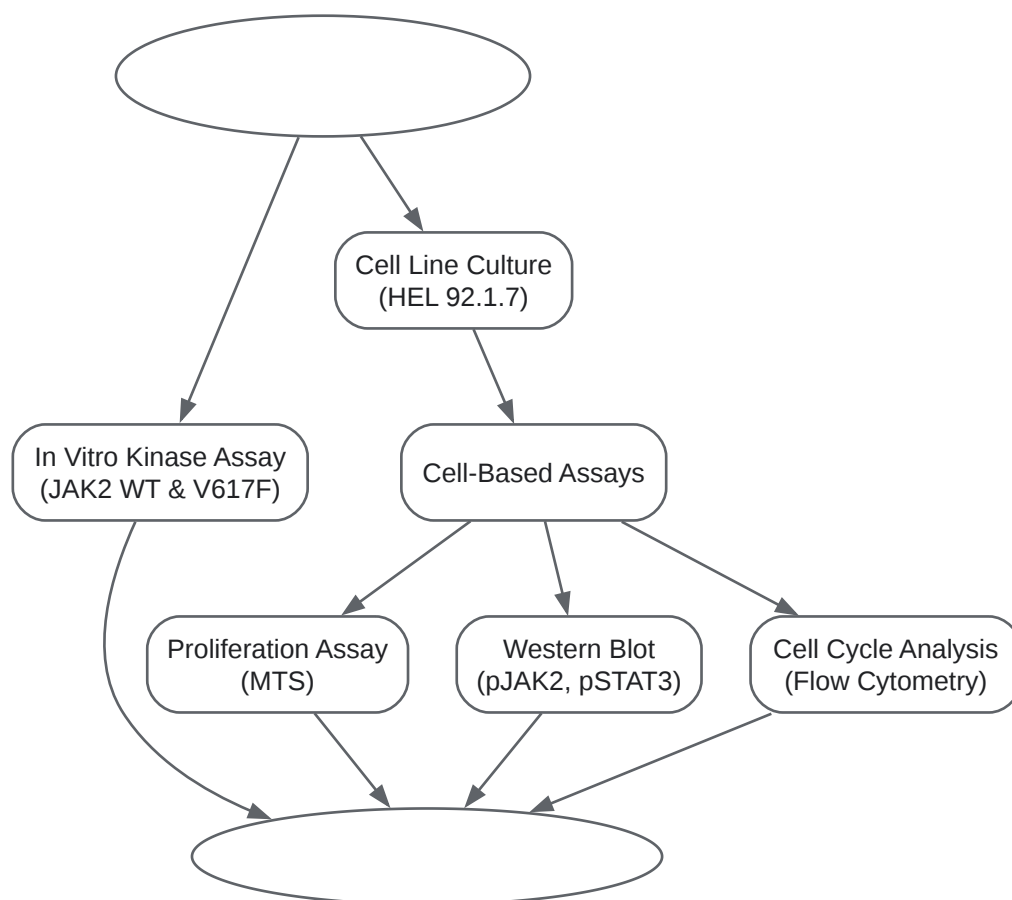 Cell Line Culture
(HEL 92.1.7)
In Vitro Kinase Assay
(JAK2 WT & V617F)
Cell-Based Assays
Proliferation Assay
(MTS)
Western Blot
(pJAK2, pSTAT3)
Cell Cycle Analysis
(Flow Cytometry)